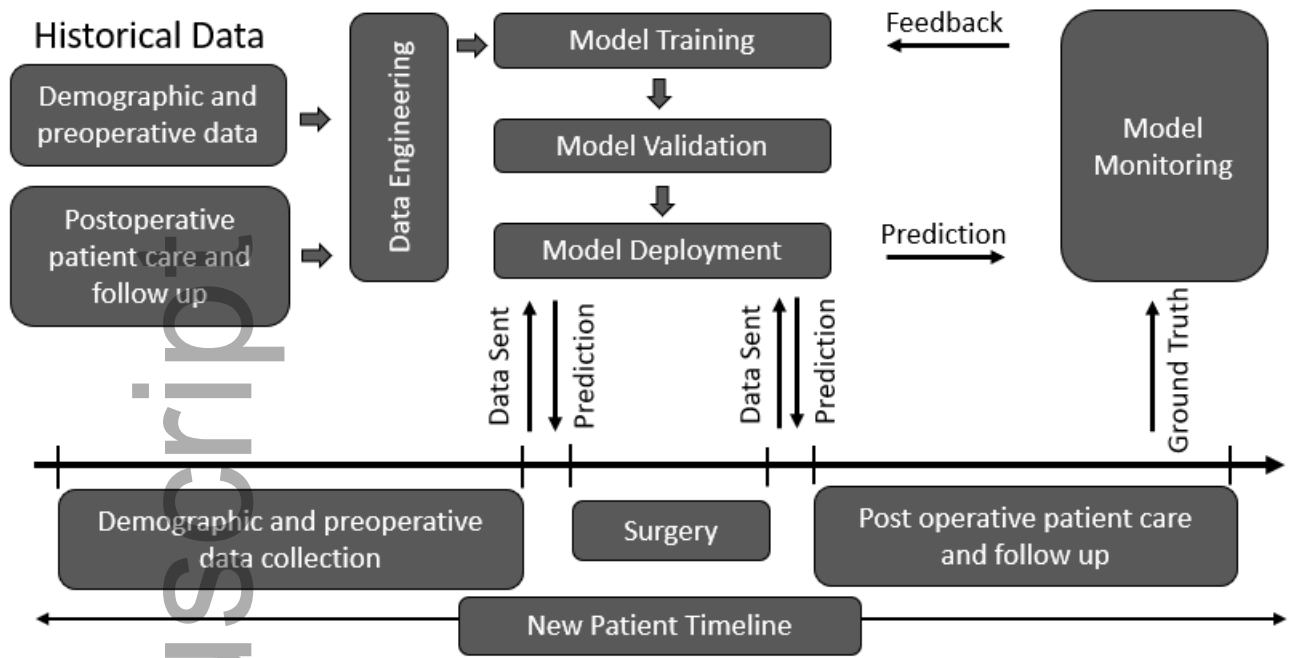 Historical Data
Demographic and
preoperative data
Postoperative
patient care and
follow up
Data Engineering
Model Training
Model Validation
Model Deployment
Feedback
Prediction
Model
Monitoring
Data Sent
Prediction
Data Sent
Prediction
Ground Truth
Demographic and preoperative
data collection
Surgery
Post operative patient care
and follow up
New Patient Timeline
uscript